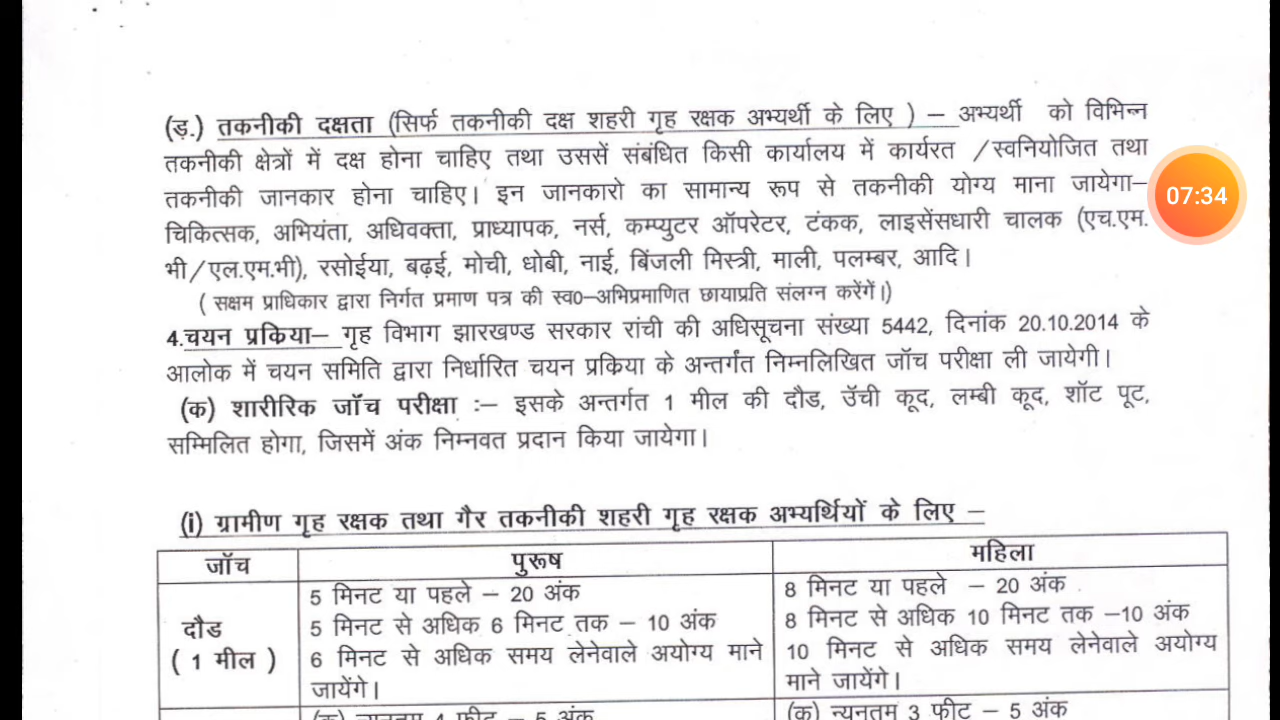 (ड़.) तकनीकी दक्षता (सिर्फ तकनीकी दक्ष शहरी गृह रक्षक अभ्यर्थी के लिए ) – अभ्यर्थी को विभिन्न
तकनीकी क्षेत्रों में दक्ष होना चाहिए तथा उससें संबंधित किसी कार्यालय में कार्यरत /स्वनियोजित तथा
तकनीकी जानकार होना चाहिए। इन जानकारो का सामान्य रूप से तकनीकी योग्य माना जायेगा–
07:34
चिकित्सक, अभियंता, अधिवक्ता, प्राध्यापक, नर्स, कम्प्युटर ऑपरेटर, टंकक, लाइसेंसधारी चालक (एच.एम.
भी/एल.एम.भी), रसोईया, बढ़ई, मोची, धोबी, नाई, बिंजली मिस्त्री, माली, पलम्बर, आदि।
( सक्षम प्राधिकार द्वारा निर्गत प्रमाण पत्र की स्व0–अभिप्रमाणित छायाप्रति संलग्न करेंगें।)
4.चयन प्रकिया– गृह विभाग झारखण्ड सरकार रांची की अधिसूचना संख्या 5442, दिनांक 20.10.2014 के
आलोक में चयन समिति द्वारा निर्धारित चयन प्रकिया के अन्तर्गंत निम्नलिखित जॉच परीक्षा ली जायेगी।
(क) शारीरिक जॉच परीक्षा :– इसके अन्तर्गत 1 मील की दौड, उॅची कूद, लम्बी कूद, शॉट पूट,
सम्मिलित होगा, जिसमें अंक निम्नवत प्रदान किया जायेगा।
(i) ग्रामीण गृह रक्षक तथा गैर तकनीकी शहरी गृह रक्षक अभ्यर्थियों के लिए –
जॉच
पुरूष
महिला
दौड
( 1 मील )
5 मिनट या पहले – 20 अंक
5 मिनट से अधिक 6 मिनट तक – 10 अंक
6 मिनट से अधिक समय लेनेवाले अयोग्य माने
जायेंगे।
8 मिनट या पहले – 20 अंक
8 मिनट से अधिक 10 मिनट तक –10 अंक
10 मिनट से अधिक समय लेनेवाले अयोग्य
माने जायेंगे।
(क) न्यूनतम 4 फीट – 5 अंक
(क) न्यूनतम 3 फीट – 5 अंक